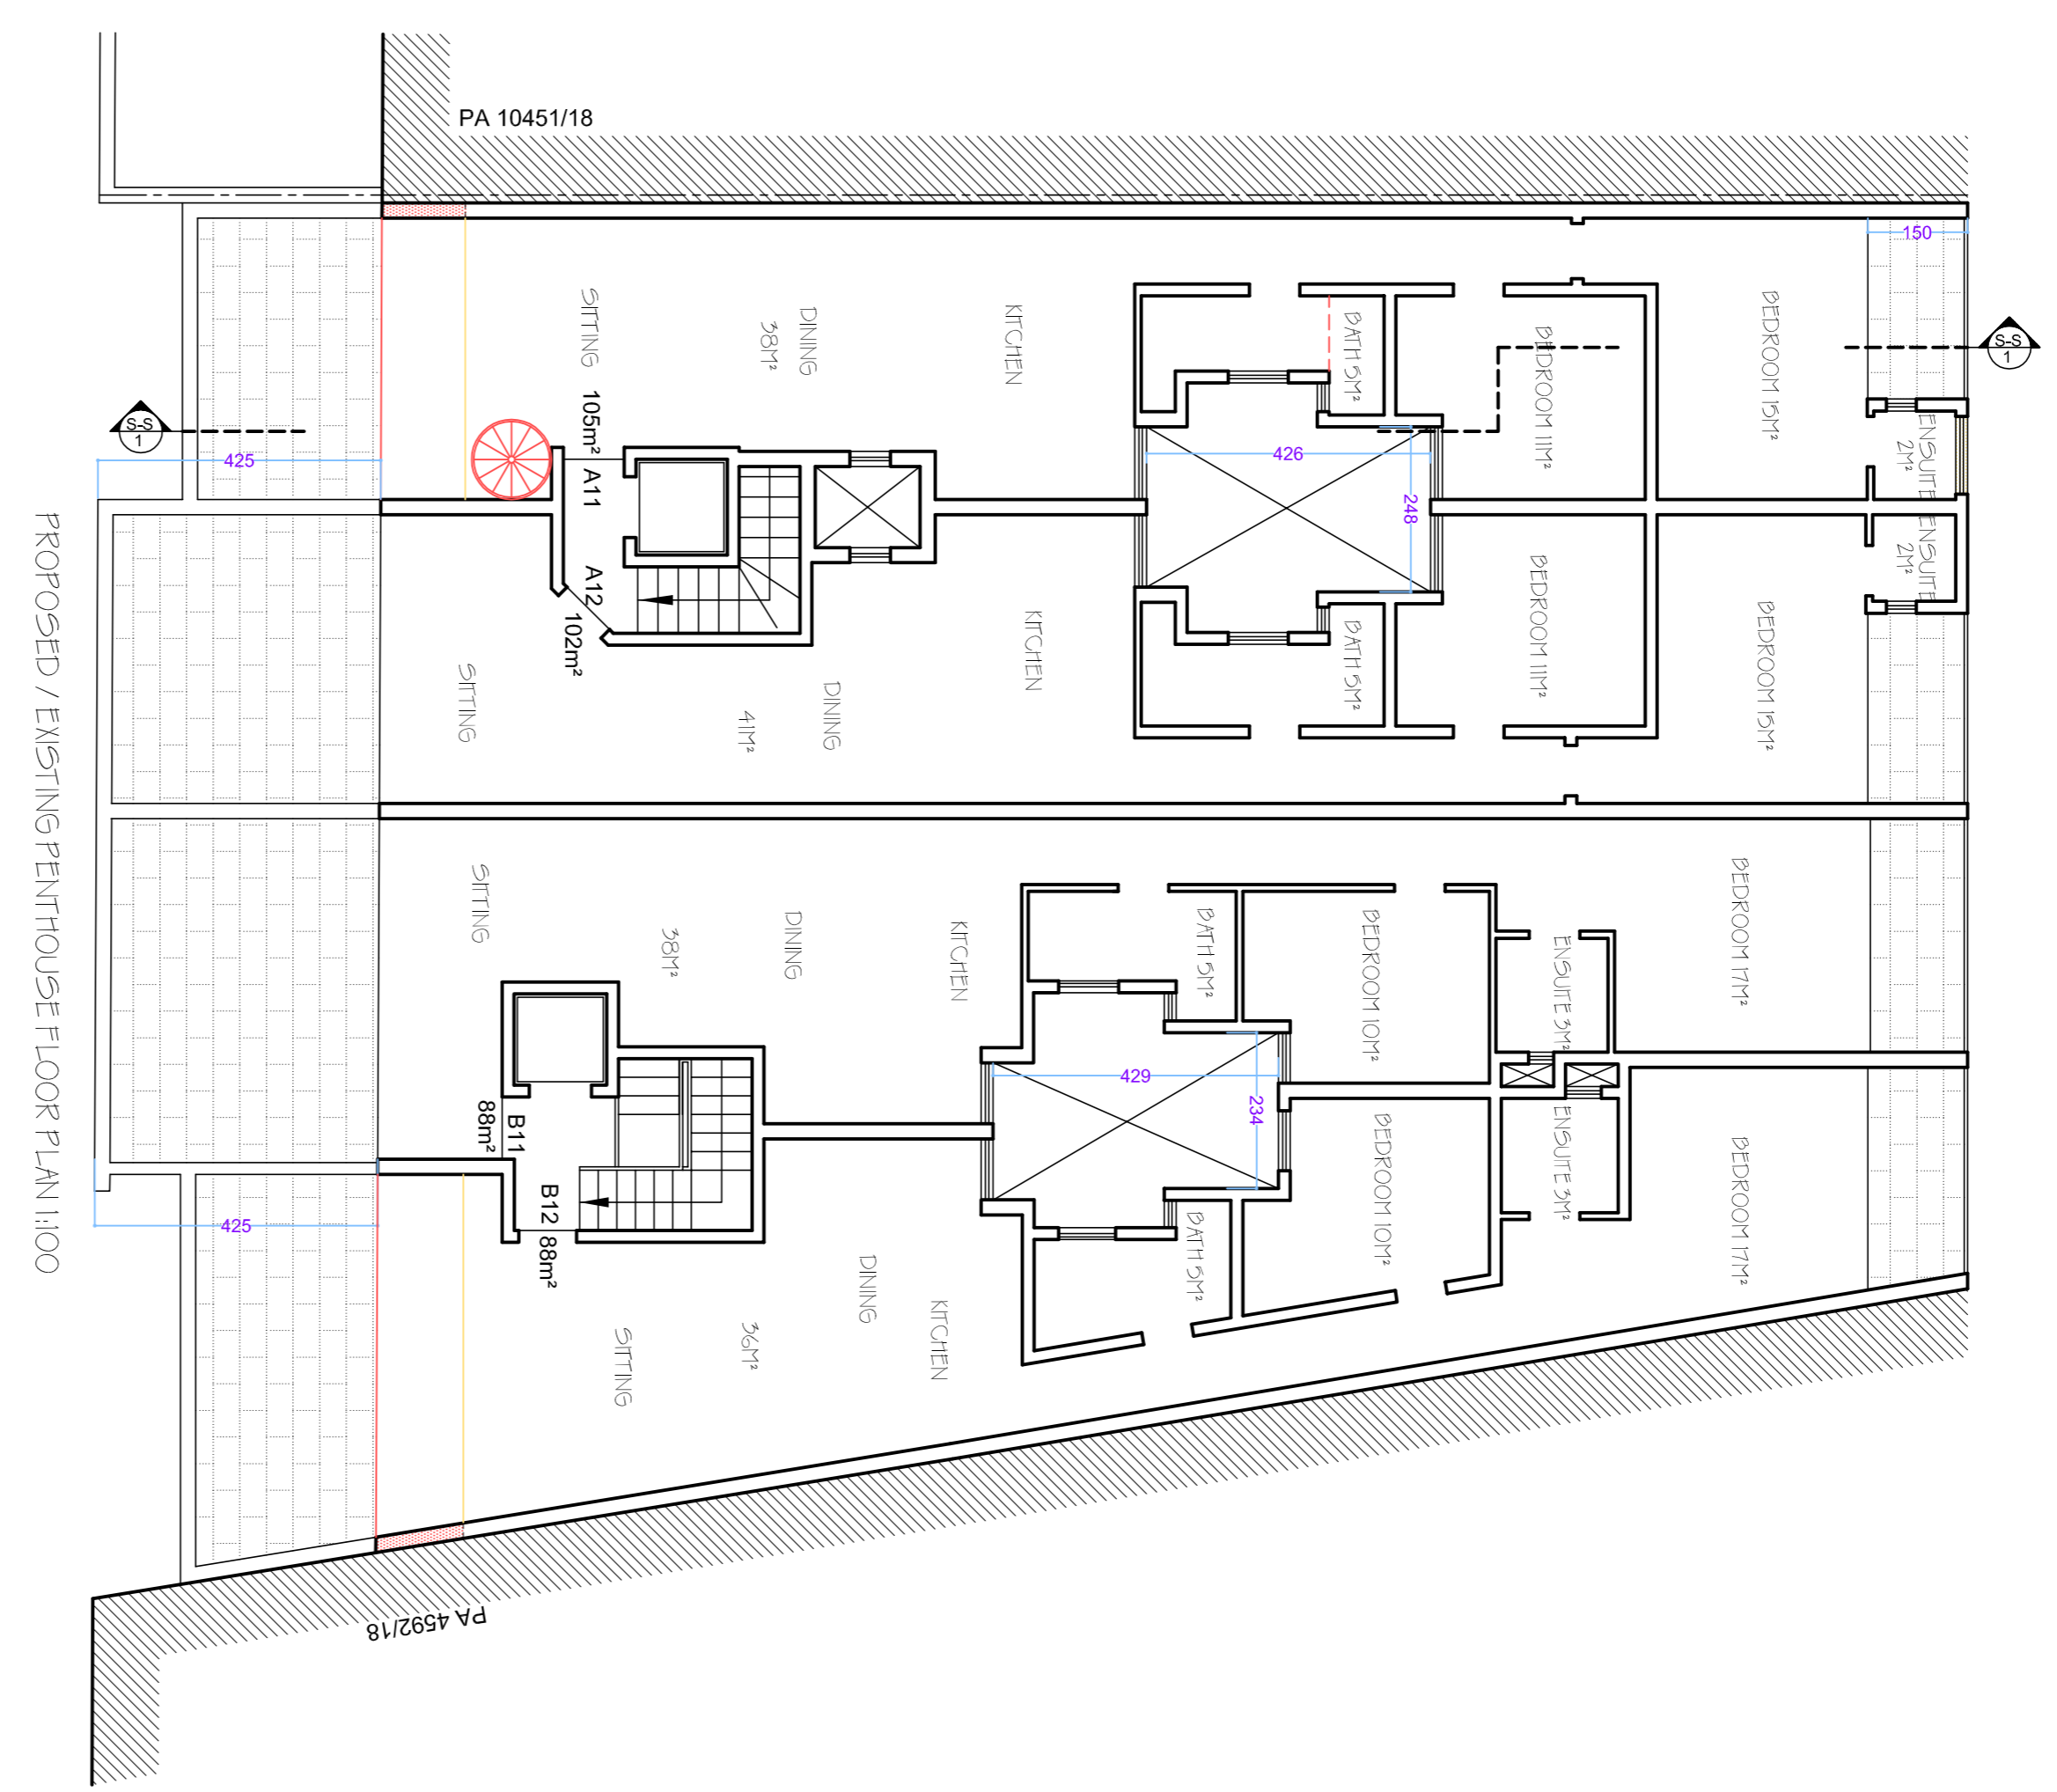 PA 10451/18
150
S-S
1
SITTING
DINING
38M²
KITCHEN
BATH 5M²
BEDROOM 11M²
BEDROOM 15M²
ENSUITE
2M²
105m² A11
S-S
1
425
426
248
A12
102m²
SITTING
DINING
41M²
KITCHEN
BATH 5M²
BEDROOM 11M²
BEDROOM 15M²
ENSUITE
2M²
SITTING
38M²
DINING
KITCHEN
BATH 5M²
BEDROOM 10M²
ENSUITE 3M²
BEDROOM 17M²
429
234
B11
88m²
B12 88m²
425
SITTING
36M²
DINING
KITCHEN
BATH 5M²
BEDROOM 10M²
ENSUITE 3M²
BEDROOM 17M²
PA 4592/18
PROPOSED / EXISTING PENTHOUSE FLOOR PLAN 1:100